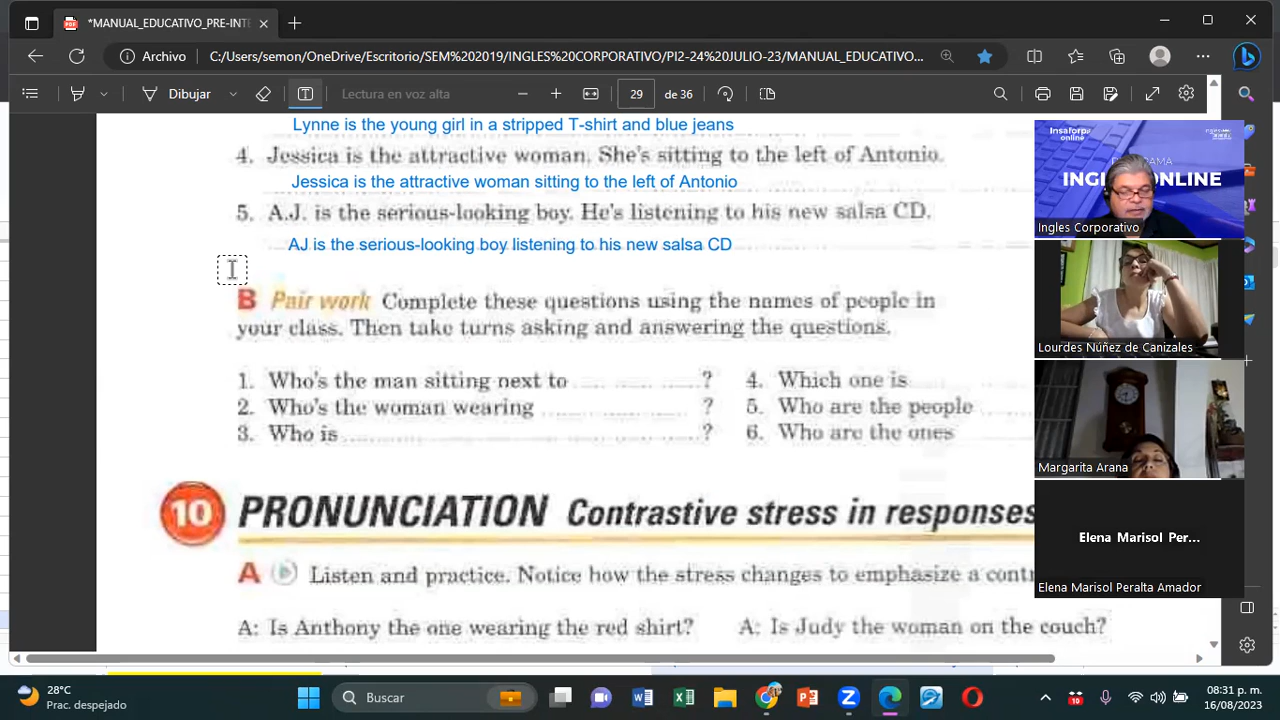 *MANUAL_EDUCATIVO_PRE-INTE
Archivo
C:/Users/semon/OneDrive/Escritorio/SEM%202019/INGLES%20CORPORATIVO/PI2-24%20JULIO-23/MANUAL_EDUCATIVO_PRE-INTE...
Dibujar
Lectura en voz alta
29
de 36
Lynne is the young girl in a stripped T-shirt and blue jeans
4. Jessica is the attractive woman. She's sitting to the left of Antonio.
Jessica is the attractive woman sitting to the left of Antonio
5. A.J. is the serious-looking boy. He's listening to his new salsa CD.
AJ is the serious-looking boy listening to his new salsa CD
B Pair work Complete these questions using the names of people in
your class. Then take turns asking and answering the questions.
1. Who's the man sitting next to ?
2. Who's the woman wearing ?
3. Who is ?
4. Which one is
5. Who are the people
6. Who are the ones
10 PRONUNCIATION Contrastive stress in responses
A Listen and practice. Notice how the stress changes to emphasize a
A: Is Anthony the one wearing the red shirt?
A: Is Judy the woman on the couch?
Insaforp
online
INGL
ONLINE
Ingles Corporativo
Lourdes Núñez de Canizales
Margarita Arana
Elena Marisol Per...
Elena Marisol Peralta Amador
28°C
Prac. despejado
Buscar
10
08:31 p. m.
16/08/2023